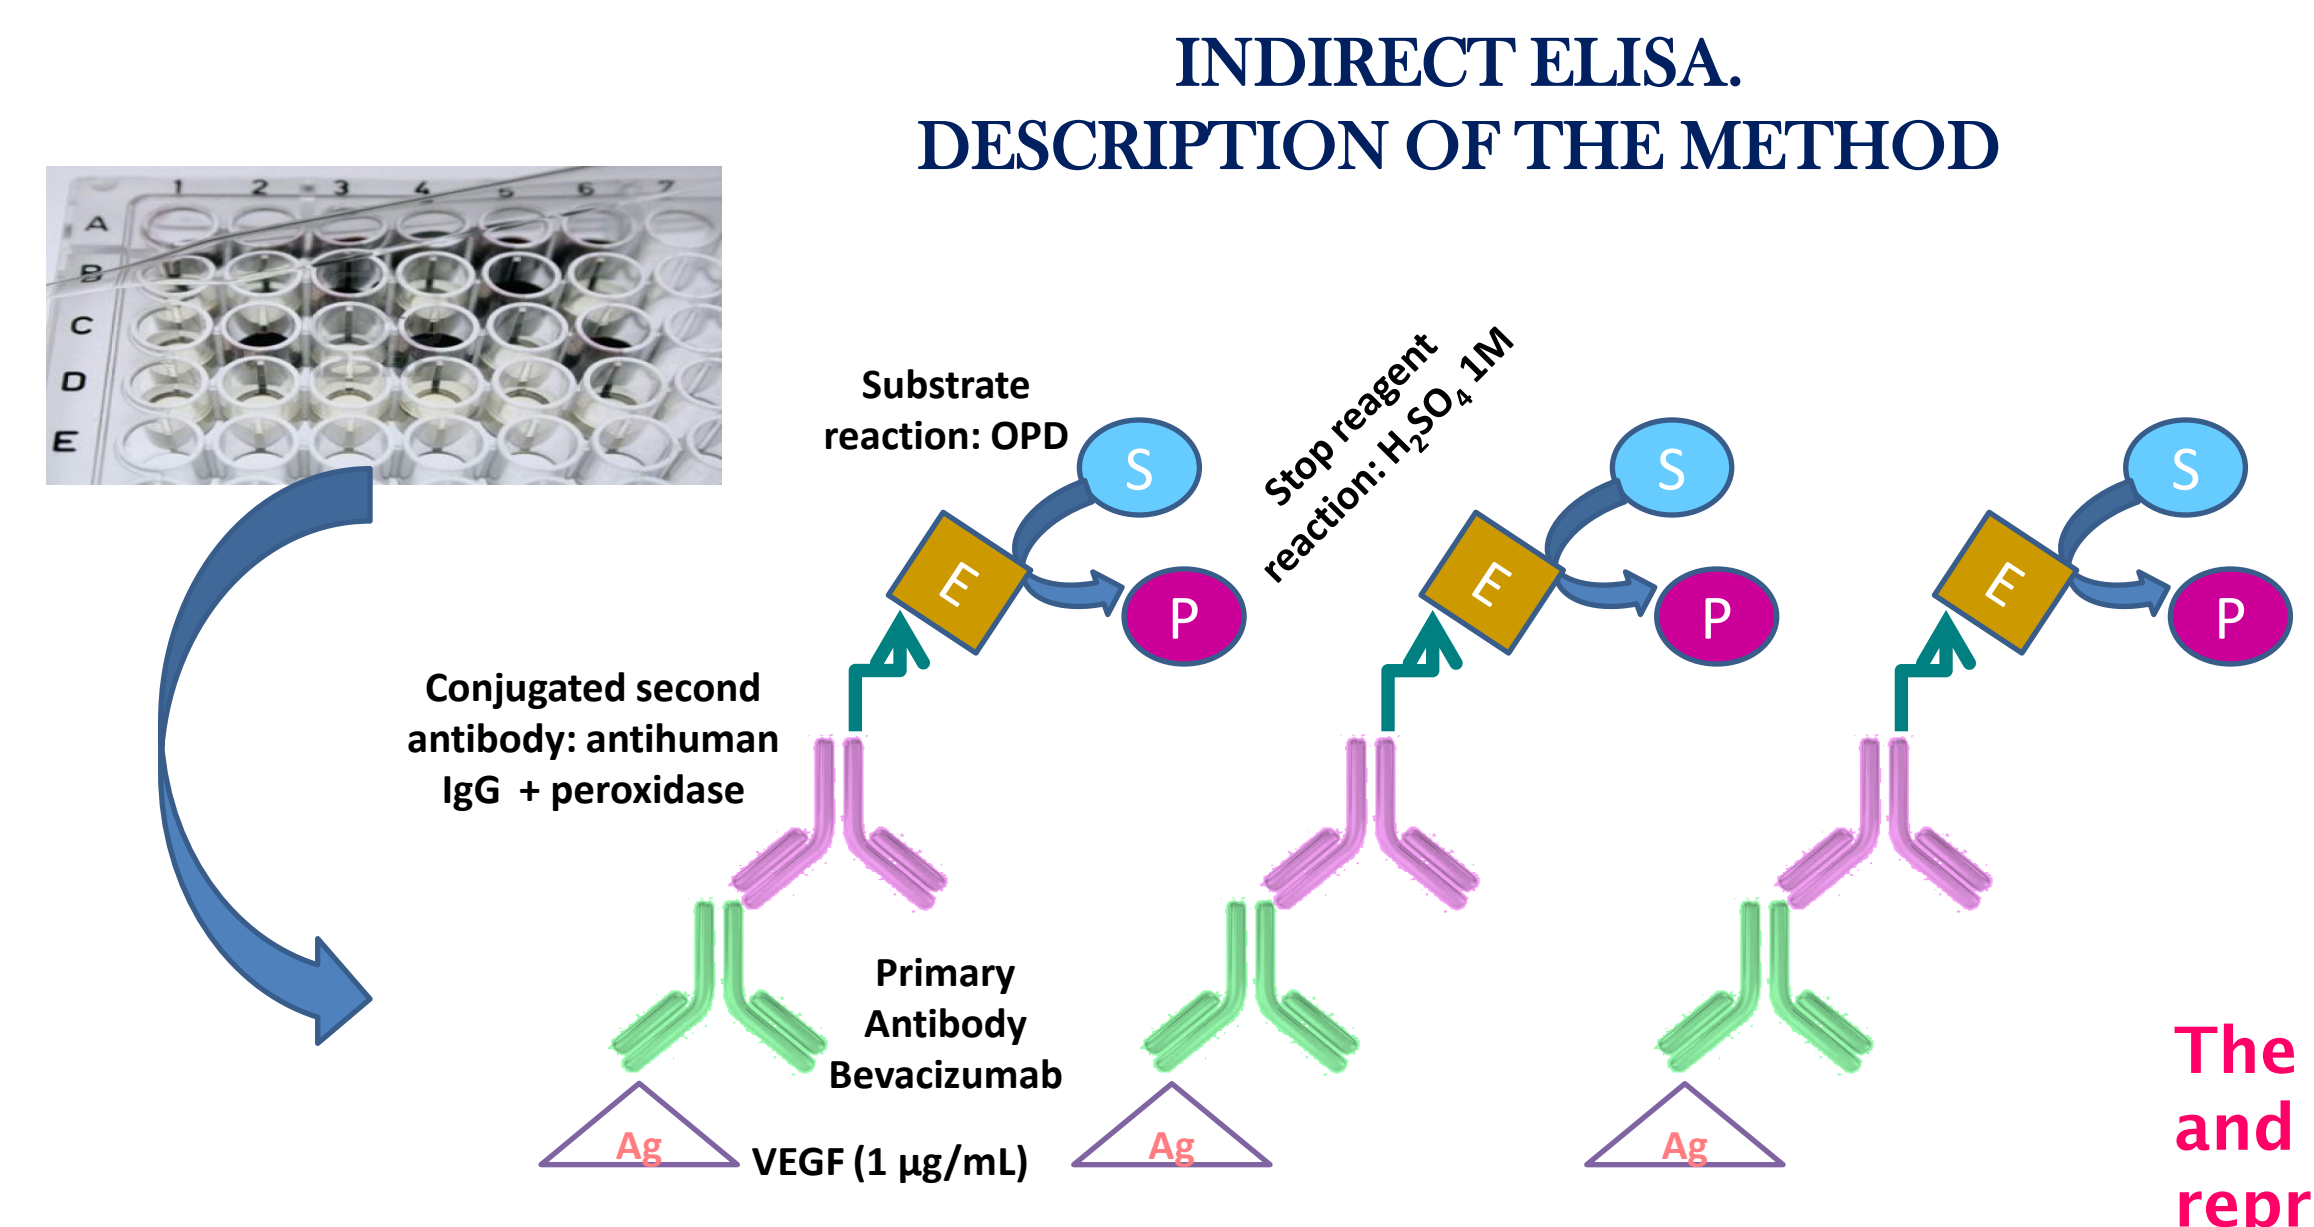 INDIRECT ELISA.
DESCRIPTION OF THE METHOD
1 2 3 4 5 6 7
A
B
C
D
E
Substrate
reaction: OPD
Stop reagent
reaction: H₂SO₄ 1M
S
S
S
E
E
E
P
P
P
Conjugated second
antibody: antihuman
IgG + peroxidase
Primary
Antibody
Bevacizumab
Ag
VEGF (1 µg/mL)
Ag
Ag
The
and
repr